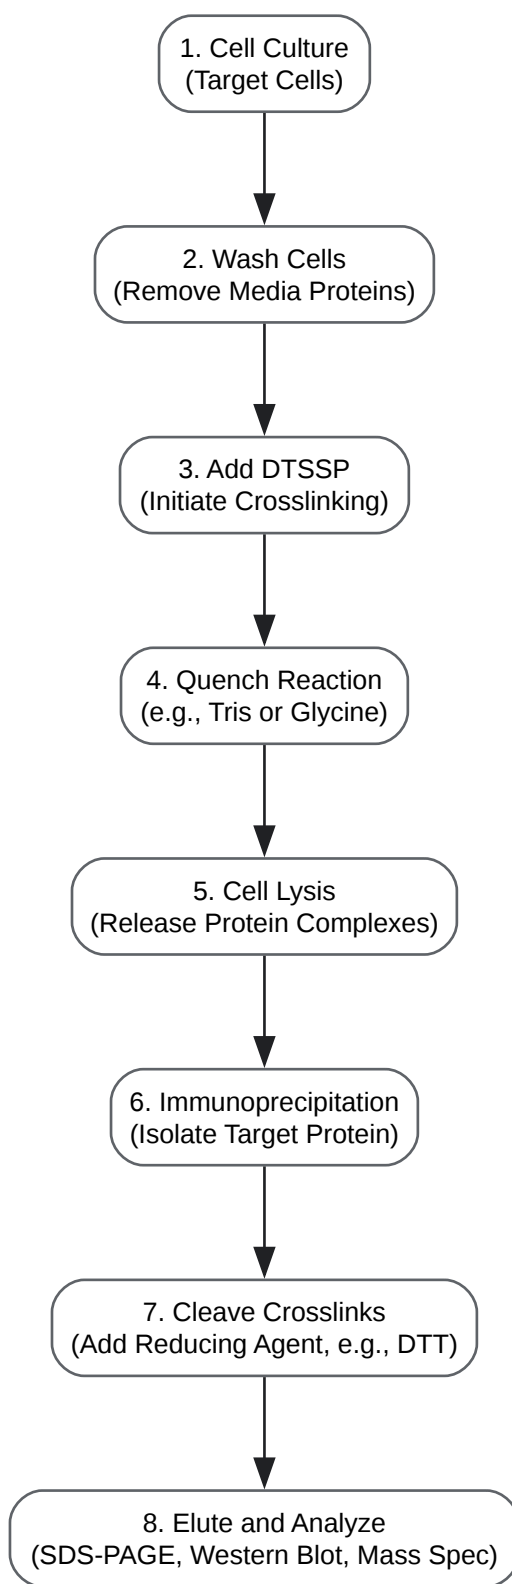 1. Cell Culture
(Target Cells)
2. Wash Cells
(Remove Media Proteins)
3. Add DTSSP
(Initiate Crosslinking)
4. Quench Reaction
(e.g., Tris or Glycine)
5. Cell Lysis
(Release Protein Complexes)
6. Immunoprecipitation
(Isolate Target Protein)
7. Cleave Crosslinks
(Add Reducing Agent, e.g., DTT)
8. Elute and Analyze
(SDS-PAGE, Western Blot, Mass Spec)